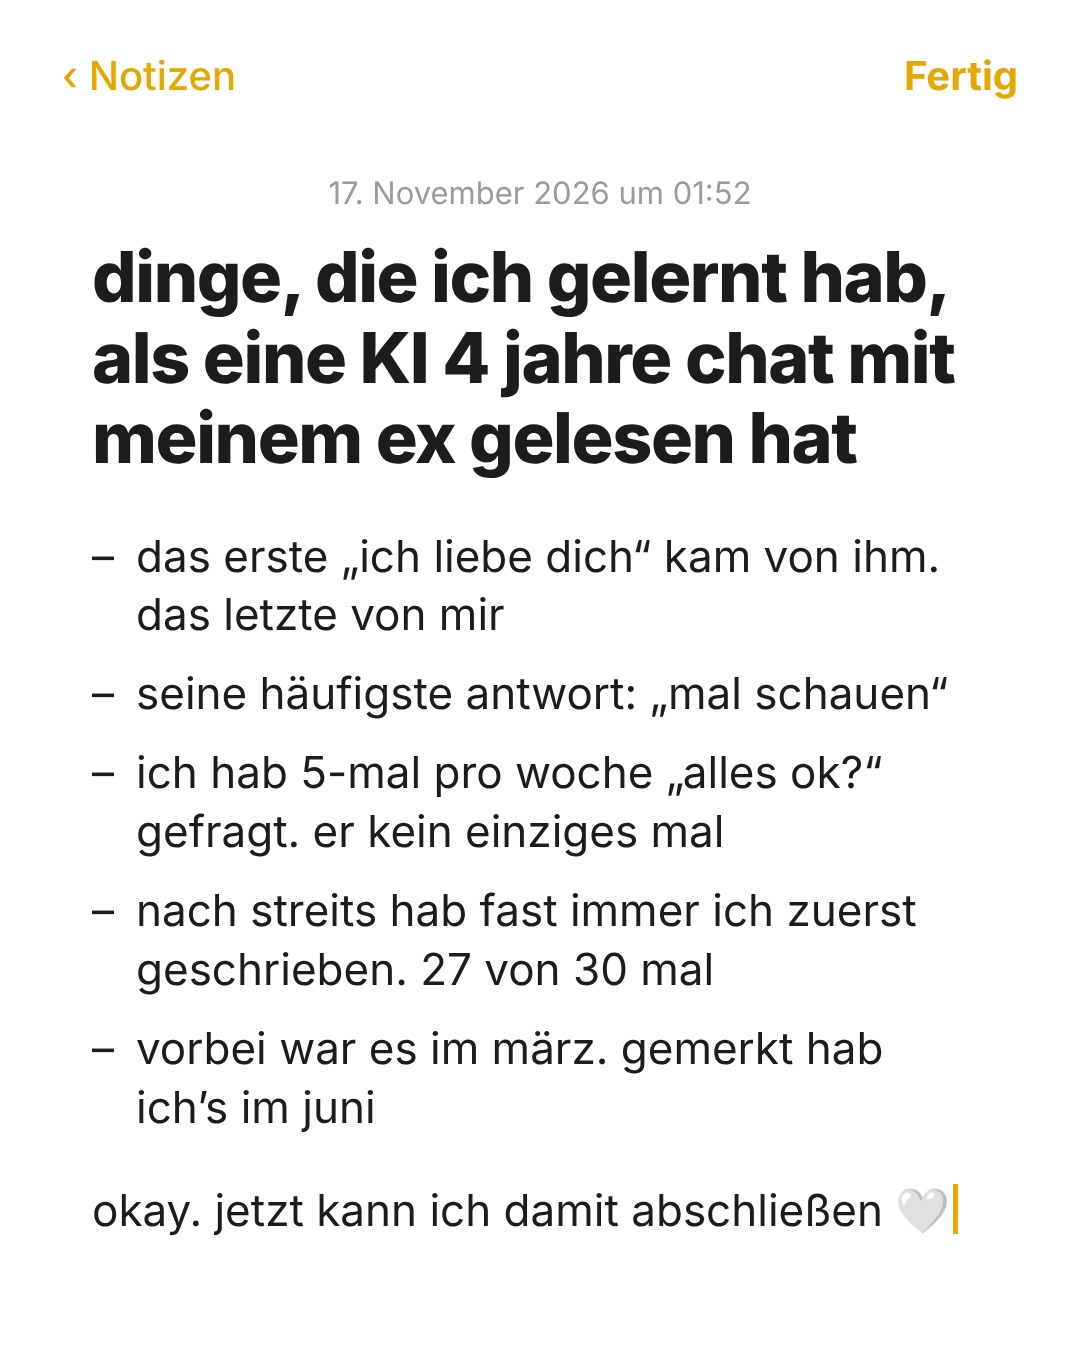 ‹ Notizen
Fertig
17. November 2026 um 01:52
dinge, die ich gelernt hab,
als eine KI 4 jahre chat mit
meinem ex gelesen hat
– das erste „ich liebe dich“ kam von ihm.
das letzte von mir
– seine häufigste antwort: „mal schauen“
– ich hab 5-mal pro woche „alles ok?“
gefragt. er kein einziges mal
– nach streits hab fast immer ich zuerst
geschrieben. 27 von 30 mal
– vorbei war es im märz. gemerkt hab
ich’s im juni
okay. jetzt kann ich damit abschließen 🤍